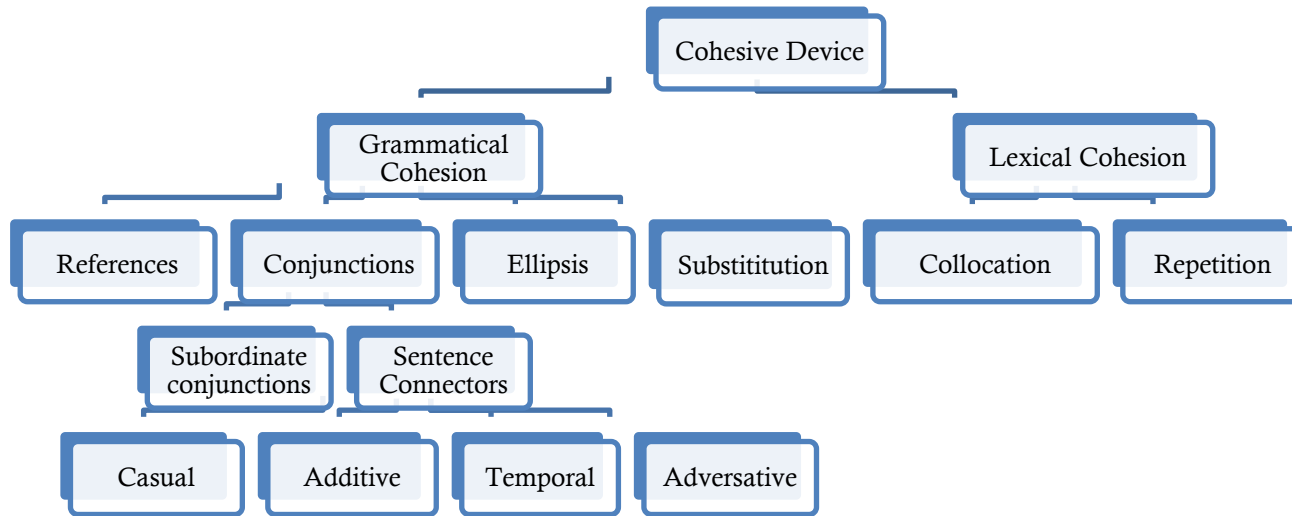 Cohesive Device
Grammatical
Cohesion
Lexical Cohesion
References
Conjunctions
Ellipsis
Substititution
Collocation
Repetition
Subordinate
conjunctions
Sentence
Connectors
Casual
Additive
Temporal
Adversative